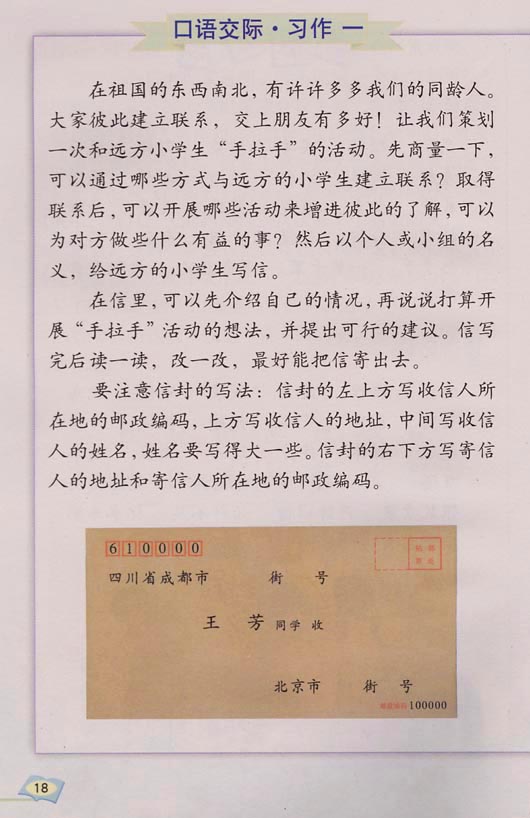 口语交际·习作一
在祖国的东西南北，有许许多多我们的同龄人。
大家彼此建立联系，交上朋友有多好！让我们策划
一次和远方小学生“手拉手”的活动。先商量一下，
可以通过哪些方式与远方的小学生建立联系？取得
联系后，可以开展哪些活动来增进彼此的了解，可以
为对方做些什么有益的事？然后以个人或小组的名
义，给远方的小学生写信。
在信里，可以先介绍自己的情况，再说说打算开
展“手拉手”活动的想法，并提出可行的建议。信写
完后读一读，改一改，最好能把信寄出去。
要注意信封的写法：信封的左上方写收信人所
在地的邮政编码，上方写收信人的地址，中间写收信
人的姓名，姓名要写得大一些。信封的右下方写寄信
人的地址和寄信人所在地的邮政编码。
610000
贴邮
票处
四川省成都市 街 号
王 芳 同学 收
北京市 街 号
邮政编码 100000
18